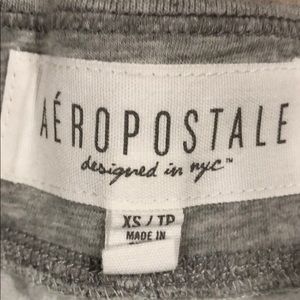 AÉROPOSTALE
designed in nyc™
XS / TP
MADE IN